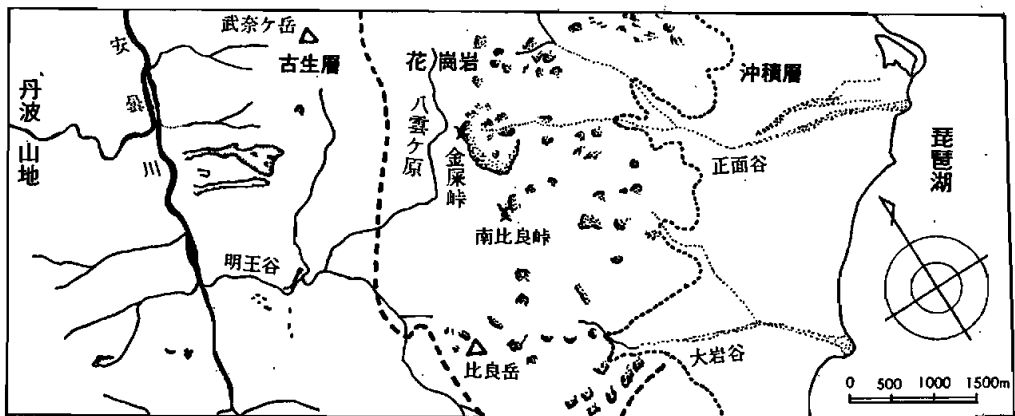 武奈ケ岳
古生層
安曇川
丹波山地
花崗岩
八雲ケ原
金屎峠
沖積層
正面谷
琵琶湖
南比良峠
明王谷
比良岳
大岩谷
0 500 1000 1500m